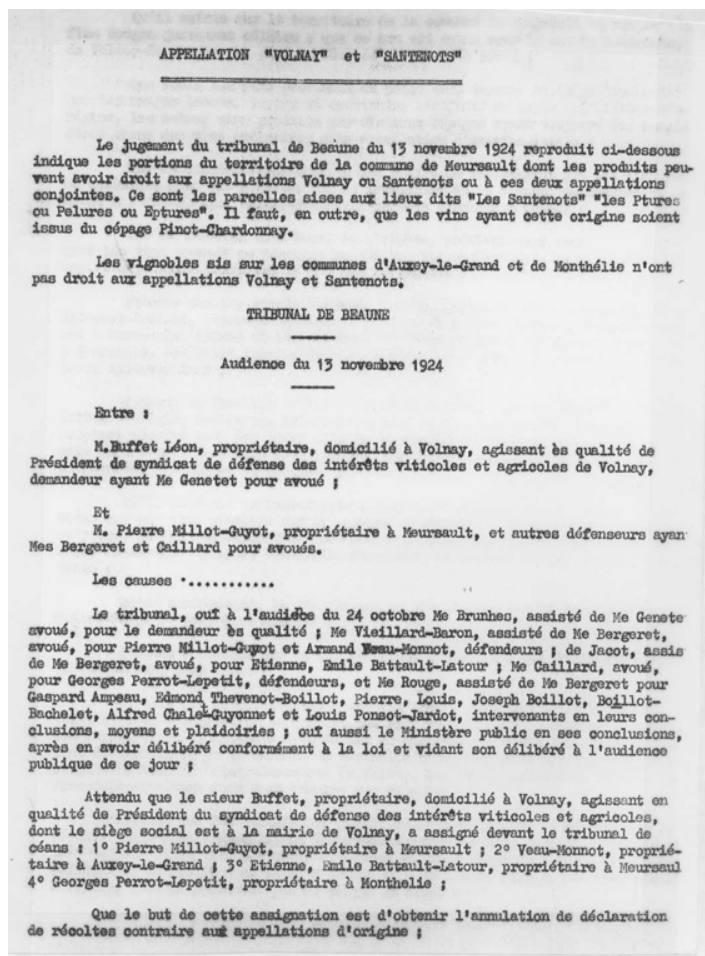 APPELLATION "VOLNAY" et "SANTENOTS"
Le jugement du tribunal de Beaune du 13 novembre 1924 reproduit ci-dessous
indique les portions du territoire de la commune de Meursault dont les produits peu-
vent avoir droit aux appellations Volnay ou Santenots ou à ces deux appellations
conjointes. Ce sont les parcelles sises aux lieux dits "Les Santenots" "les Ptures
ou Pelures ou Eptures". Il faut, en outre, que les vins ayant cette origine soient
issus du cépage Pinot-Chardonnay.
Les vignobles sis sur les communes d'Auxey-le-Grand et de Monthélie n'ont
pas droit aux appellations Volnay et Santenots.
TRIBUNAL DE BEAUNE
Audience du 13 novembre 1924
Entre :
M.Buffet Léon, propriétaire, domicilié à Volnay, agissant ès qualité de
Président de syndicat de défense des intérêts viticoles et agricoles de Volnay,
demandeur ayant Me Genetet pour avoué ;
Et
M. Pierre Millot-Guyot, propriétaire à Meursault, et autres défenseurs ayan
Mes Bergeret et Caillard pour avoués.
Les causes ............
Le tribunal, ouï à l'audience du 24 octobre Me Brunhes, assisté de Me Genete
avoué, pour le demandeur ès qualité ; Me Vieillard-Baron, assisté de Me Bergeret,
avoué, pour Pierre Millot-Guyot et Armand Veau-Monnot, défendeurs ; de Jacot, assis
de Me Bergeret, avoué, pour Etienne, Emile Battault-Latour ; Me Caillard, avoué,
pour Georges Perrot-Lepetit, défendeurs, et Me Rouge, assisté de Me Bergeret pour
Gaspard Ampeau, Edmond, Thevenot-Boillot, Pierre, Louis, Joseph Boillot, Boillot-
Bachelet, Alfred Chale-Guyonnet et Louis Ponsot-Jardot, intervenants en leurs con-
clusions, moyens et plaidoiries ; ouï aussi le Ministère public en ses conclusions,
après en avoir délibéré conformément à la loi et vidant son délibéré à l'audience
publique de ce jour ;
Attendu que le sieur Buffet, propriétaire, domicilié à Volnay, agissant en
qualité de Président du syndicat de défense des intérêts viticoles et agricoles,
dont le siège social est à la mairie de Volnay, a assigné devant le tribunal de
céans : 1° Pierre Millot-Guyot, propriétaire à Meursault ; 2° Veau-Monnot, proprié-
taire à Auxey-le-Grand ; 3° Etienne, Emile Battault-Latour, propriétaire à Meursaul
4° Georges Perrot-Lepetit, propriétaire à Monthelie ;
Que le but de cette assignation est d'obtenir l'annulation de déclaration
de récoltes contraire aux appellations d'origine ;